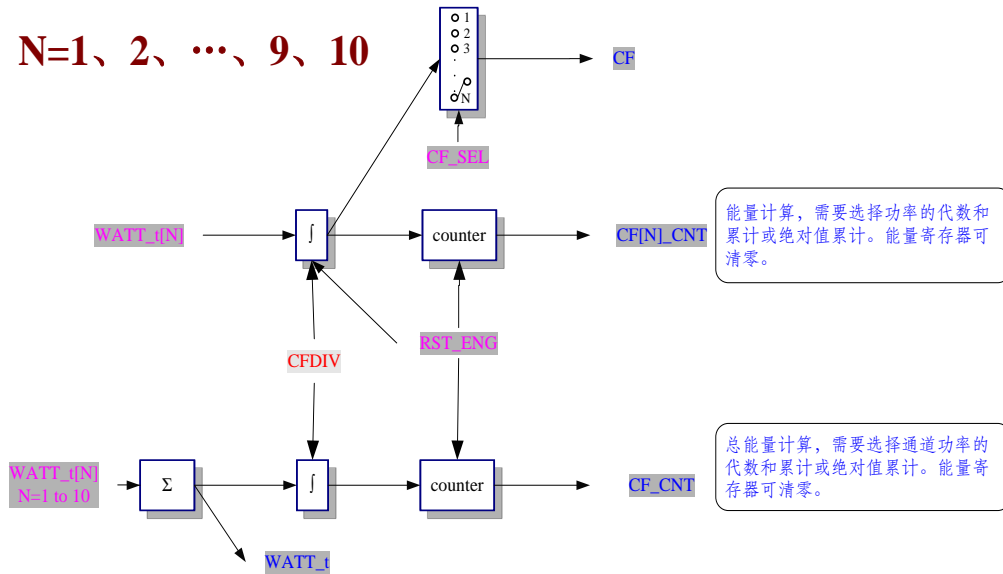 N=1、2、…、9、10
1
2
3
.
.
.
N
CF
CF_SEL
WATT_t[N]
∫
counter
CF[N]_CNT
能量计算，需要选择功率的代数和
累计或绝对值累计。能量寄存器可
清零。
CFDIV
RST_ENG
WATT_t[N]
N=1 to 10
Σ
∫
counter
CF_CNT
总能量计算，需要选择通道功率的
代数和累计或绝对值累计。能量寄
存器可清零。
WATT_t